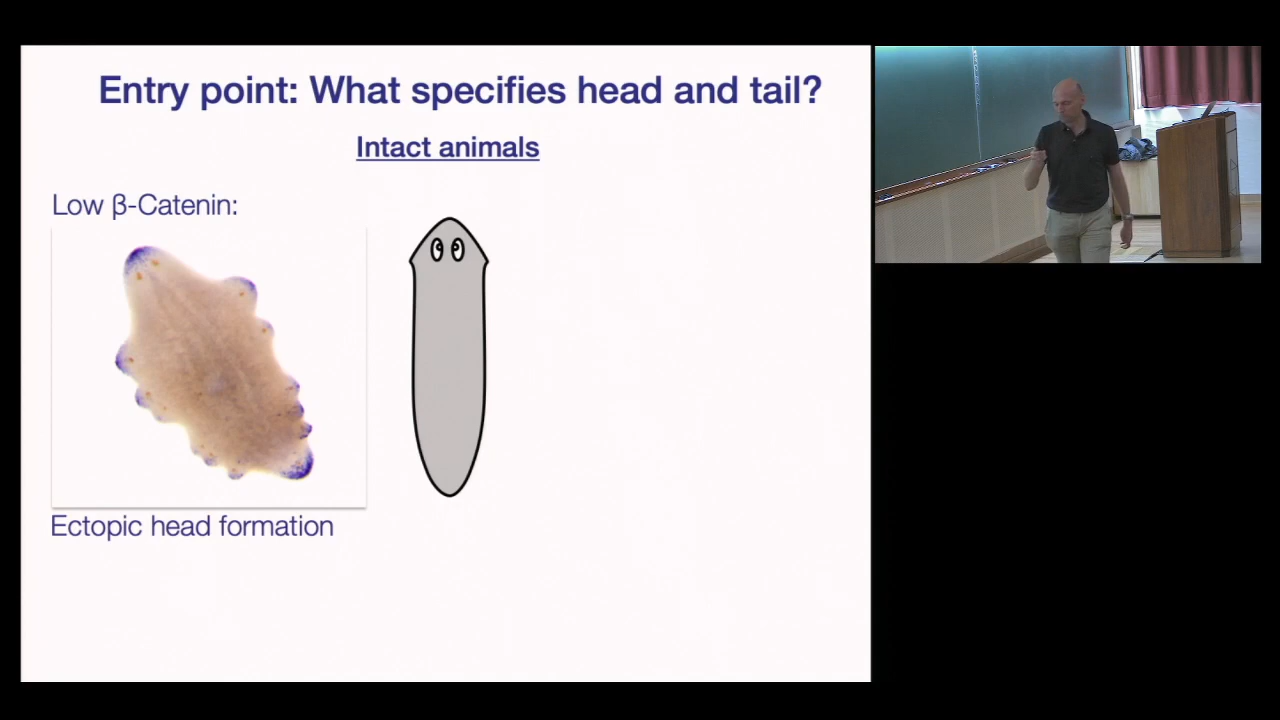 Entry point: What specifies head and tail?
Intact animals
Low β-Catenin:
Ectopic head formation